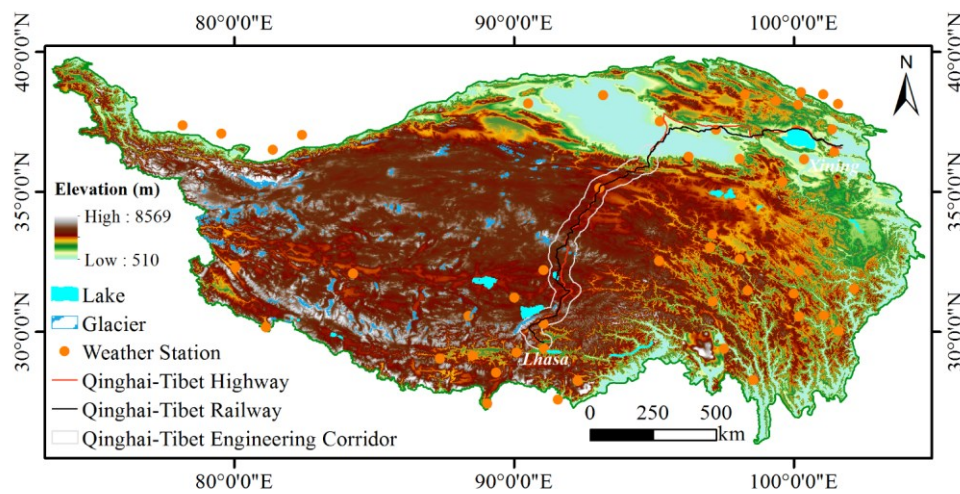 80°0'0"E 90°0'0"E 100°0'0"E
40°0'0"N 40°0'0"N
N
Xining
Elevation (m)
High : 8569
Low : 510
35°0'0"N 35°0'0"N
Lake
Glacier
Weather Station
30°0'0"N 30°0'0"N
Lhasa
Qinghai-Tibet Highway
Qinghai-Tibet Railway
Qinghai-Tibet Engineering Corridor
0 250 500
km
80°0'0"E 90°0'0"E 100°0'0"E